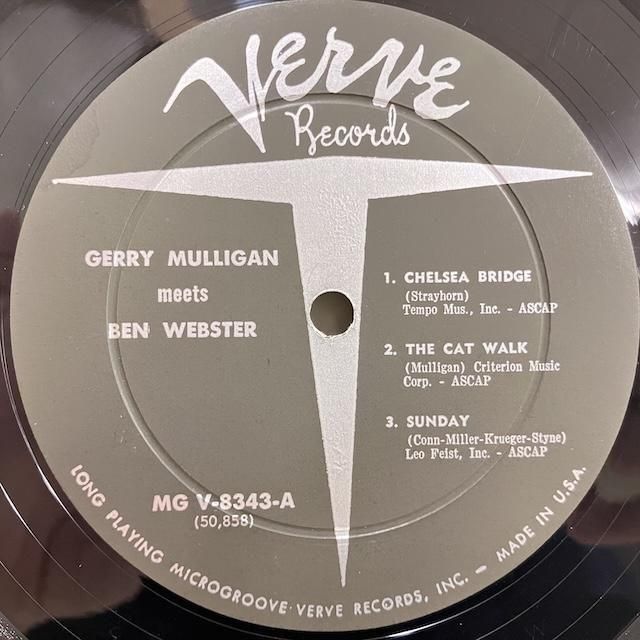 Verve
Records
GERRY MULLIGAN
meets
BEN WEBSTER
1. CHELSEA BRIDGE
(Strayhorn)
Tempo Mus., Inc. - ASCAP
2. THE CAT WALK
(Mulligan) Criterion Music
Corp. - ASCAP
3. SUNDAY
(Conn-Miller-Krueger-Styne)
Leo Feist, Inc. - ASCAP
MG V-8343-A
(50,858)
LONG PLAYING MICROGROOVE · VERVE RECORDS, INC. - MADE IN U.S.A.